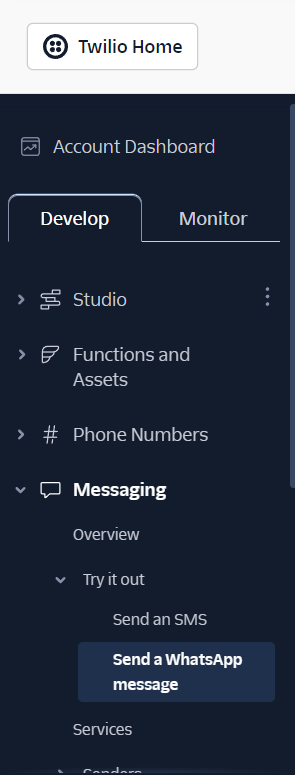 Twilio Home
Account Dashboard
Develop
Monitor
Studio
Functions and
Assets
Phone Numbers
Messaging
Overview
Try it out
Send an SMS
Send a WhatsApp
message
Services
Senders